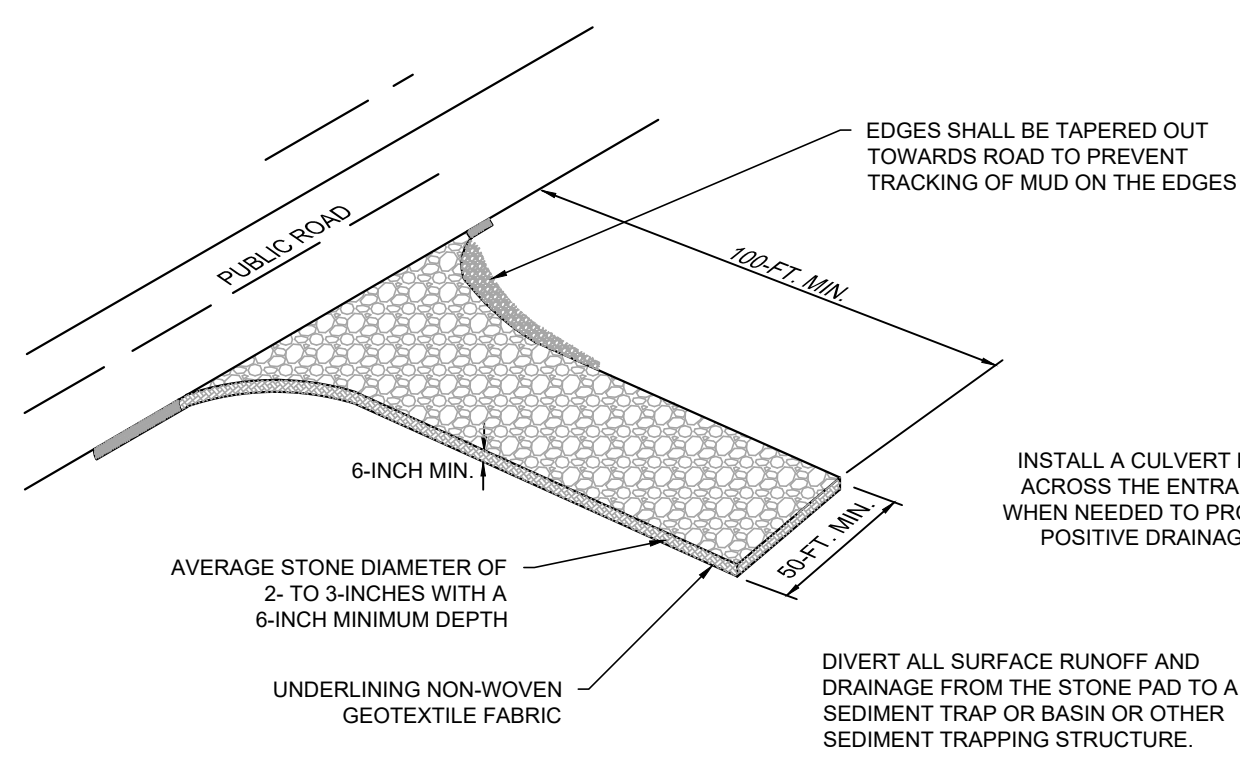 EDGES SHALL BE TAPERED OUT
TOWARDS ROAD TO PREVENT
TRACKING OF MUD ON THE EDGES
PUBLIC ROAD
100-FT. MIN.
6-INCH MIN.
INSTALL A CULVERT
ACROSS THE
WHEN NEEDED TO
POSITIVE
50-FT. MIN.
AVERAGE STONE DIAMETER OF
2- TO 3-INCHES WITH A
6-INCH MINIMUM DEPTH
UNDERLINING NON-WOVEN
GEOTEXTILE FABRIC
DIVERT ALL SURFACE RUNOFF AND
DRAINAGE FROM THE STONE PAD TO A
SEDIMENT TRAP OR BASIN OR OTHER
SEDIMENT TRAPPING STRUCTURE.